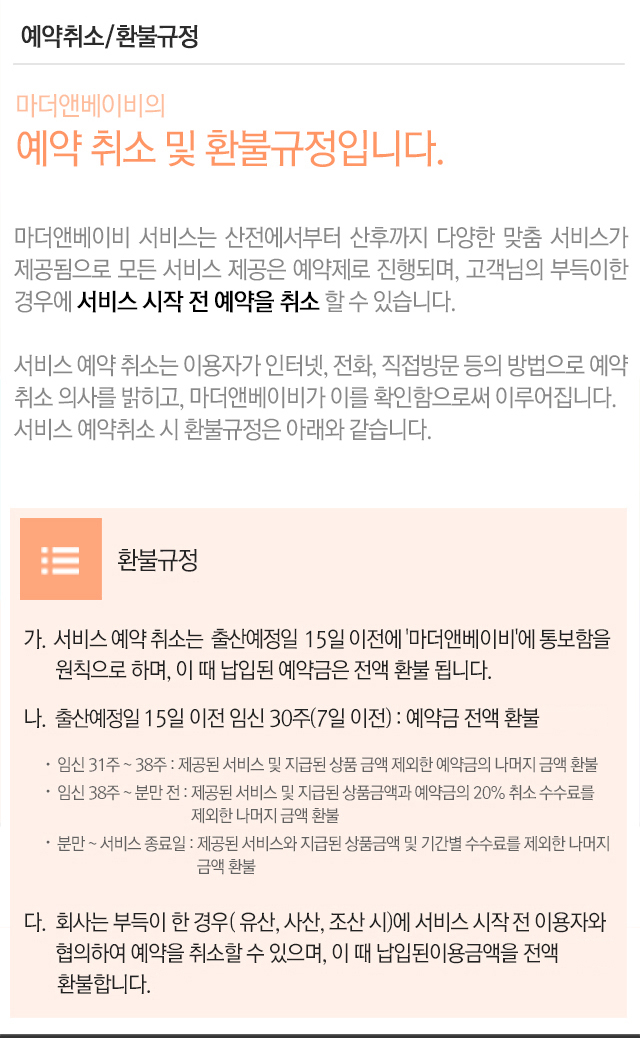 예약취소/환불규정
마더앤베이비의
예약 취소 및 환불규정입니다.
마더앤베이비 서비스는 산전에서부터 산후까지 다양한 맞춤 서비스가
제공됨으로 모든 서비스 제공은 예약제로 진행되며, 고객님의 부득이한
경우에 서비스 시작 전 예약을 취소 할 수 있습니다.
서비스 예약 취소는 이용자가 인터넷, 전화, 직접방문 등의 방법으로 예약
취소 의사를 밝히고, 마더앤베이비가 이를 확인함으로써 이루어집니다.
서비스 예약취소 시 환불규정은 아래와 같습니다.
환불규정
가. 서비스 예약 취소는 출산예정일 15일 이전에 '마더앤베이비'에 통보함을
원칙으로 하며, 이 때 납입된 예약금은 전액 환불 됩니다.
나. 출산예정일 15일 이전 임신 30주(7일 이전) : 예약금 전액 환불
· 임신 31주 ~ 38주 : 제공된 서비스 및 지급된 상품 금액 제외한 예약금의 나머지 금액 환불
· 임신 38주 ~ 분만 전 : 제공된 서비스 및 지급된 상품금액과 예약금의 20% 취소 수수료를
제외한 나머지 금액 환불
· 분만 ~ 서비스 종료일 : 제공된 서비스와 지급된 상품금액 및 기간별 수수료를 제외한 나머지
금액 환불
다. 회사는 부득이 한 경우( 유산, 사산, 조산 시)에 서비스 시작 전 이용자와
협의하여 예약을 취소할 수 있으며, 이 때 납입된이용금액을 전액
환불합니다.